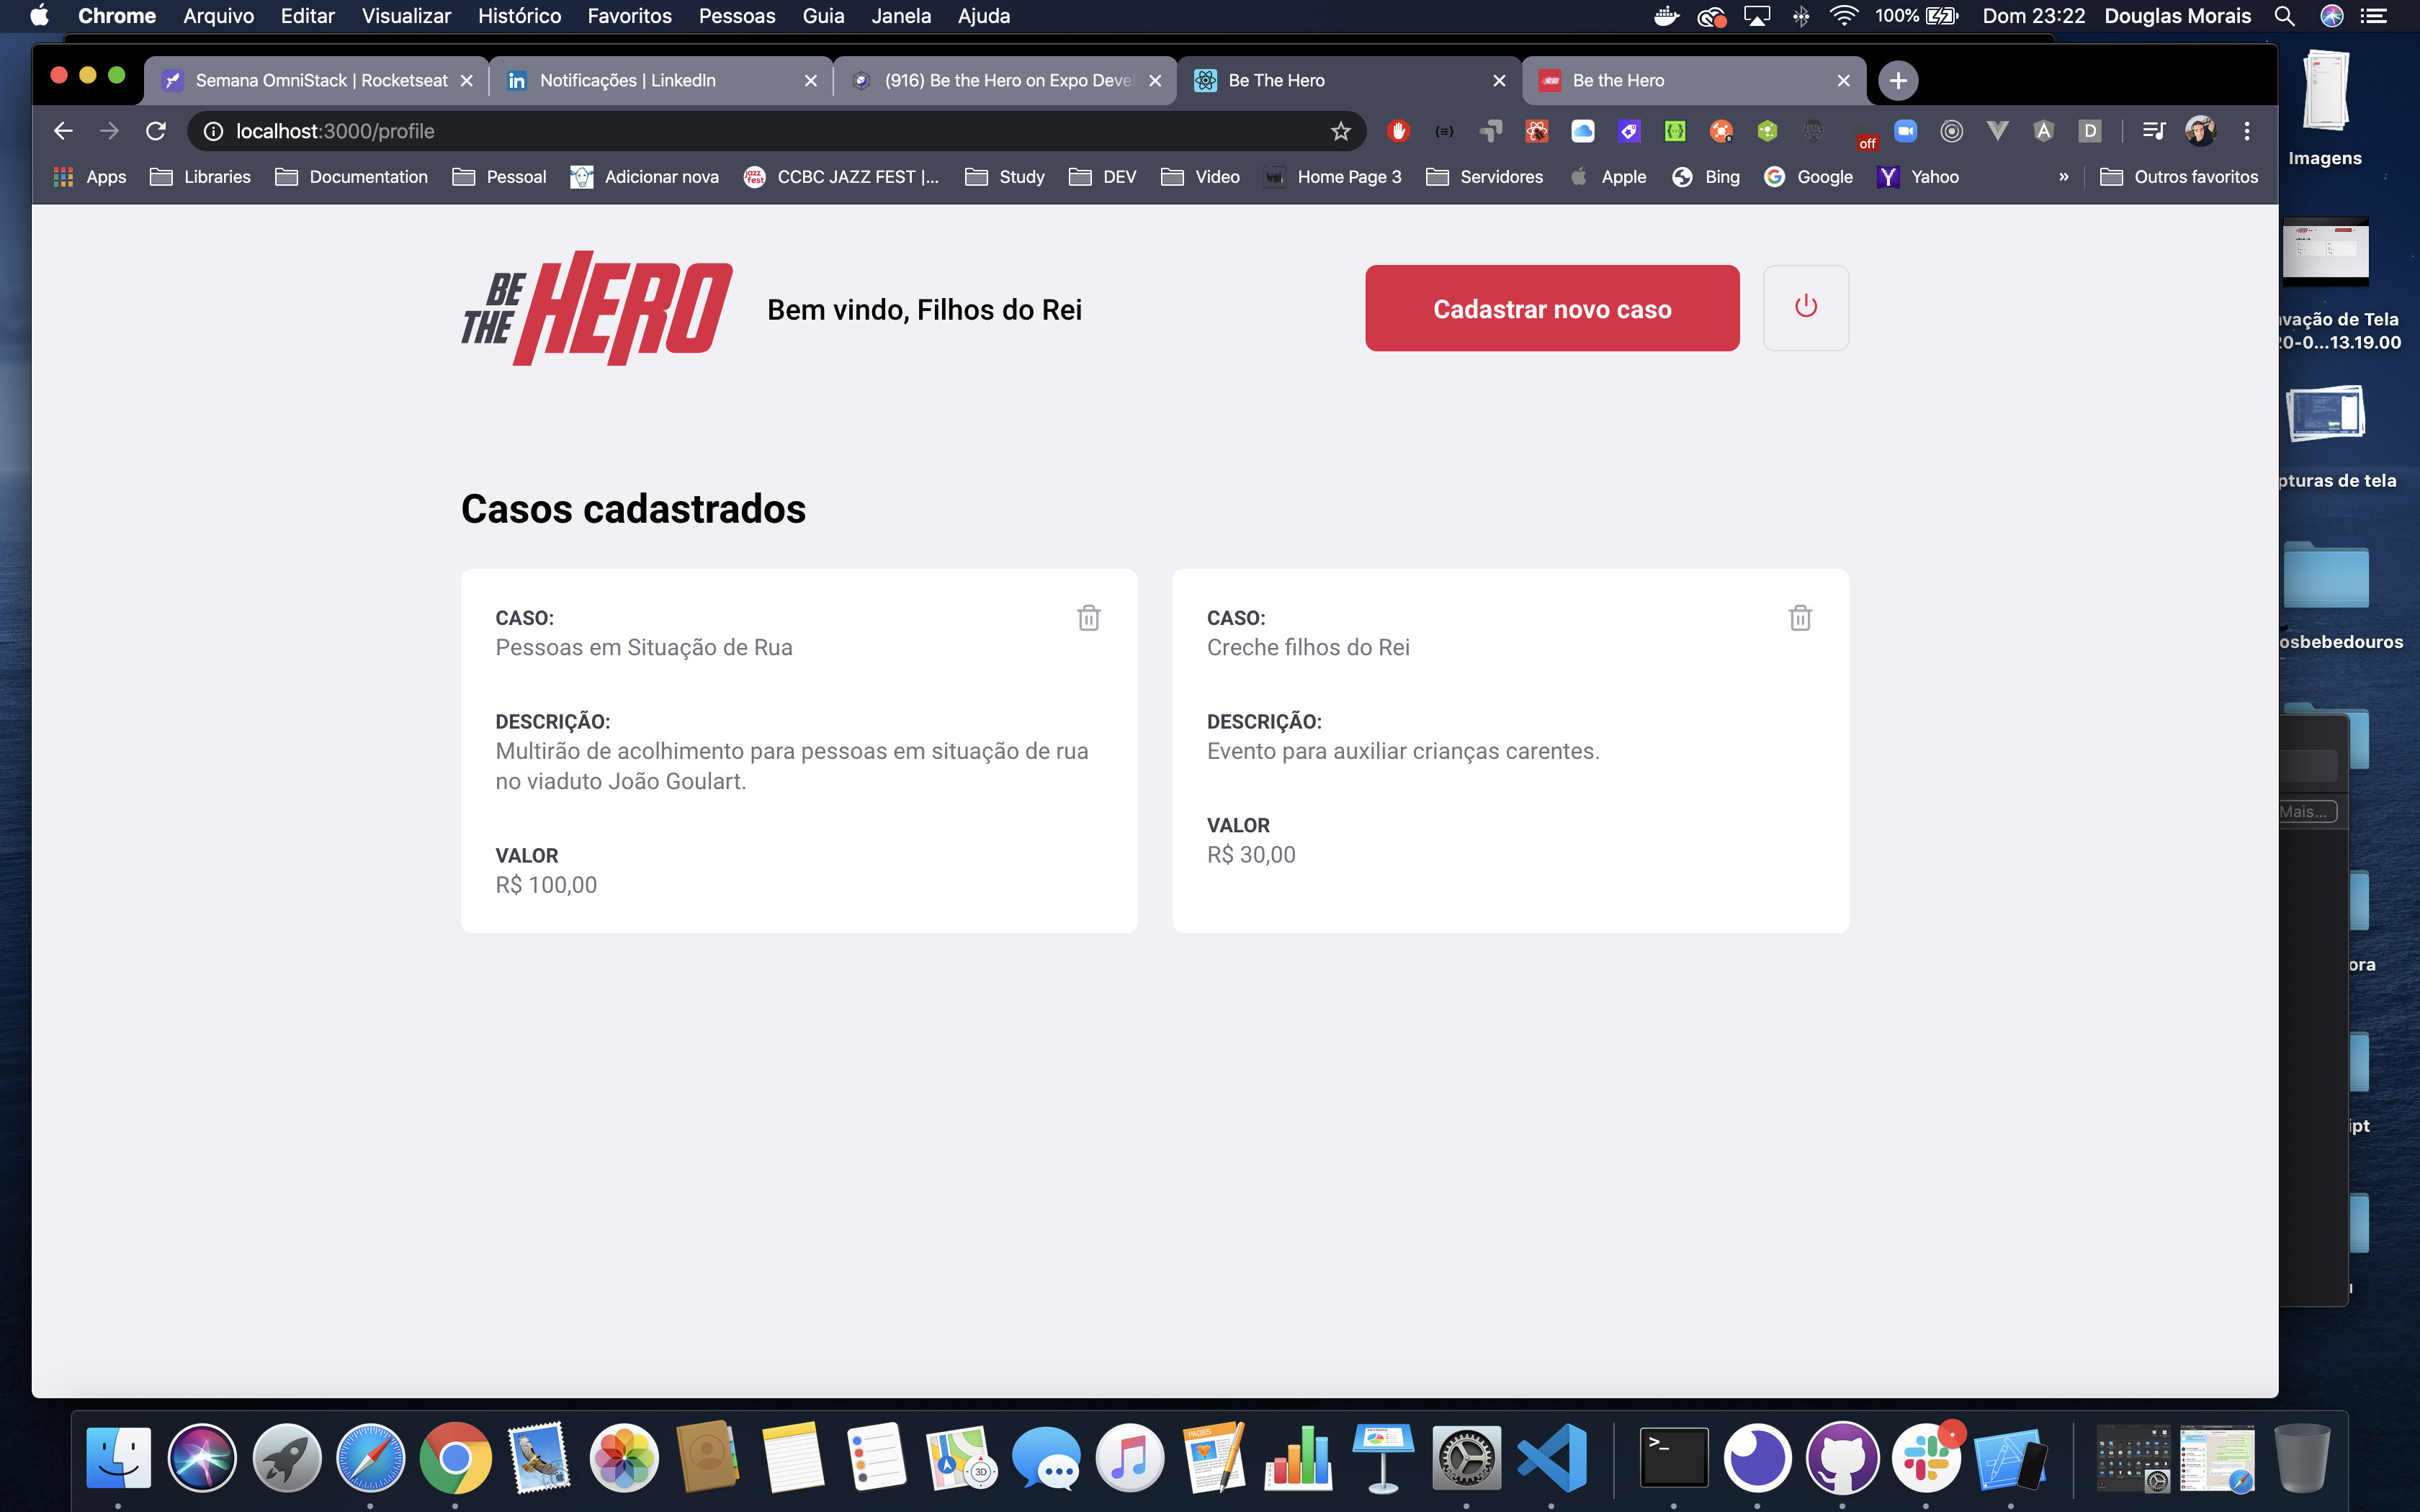 Chrome Arquivo Editar Visualizar Histórico Favoritos Pessoas Guia Janela Ajuda 100% Dom 23:22 Douglas Morais
Semana OmniStack | Rocketseat Notificações | LinkedIn (916) Be the Hero on Expo Devel Be The Hero Be the Hero
localhost:3000/profile off A D
Apps Libraries Documentation Pessoal Adicionar nova CCBC JAZZ FEST |... Study DEV Video Home Page 3 Servidores Apple Bing Google Yahoo » Outros favoritos
BE THE HERO
Bem vindo, Filhos do Rei
Cadastrar novo caso
Casos cadastrados
CASO:
Pessoas em Situação de Rua
DESCRIÇÃO:
Multirão de acolhimento para pessoas em situação de rua
no viaduto João Goulart.
VALOR
R$ 100,00
CASO:
Creche filhos do Rei
DESCRIÇÃO:
Evento para auxiliar crianças carentes.
VALOR
R$ 30,00
Imagens
vação de Tela
20-0...13.19.00
pturas de tela
osbebedouros
Mais...
ora
ipt
PAGES
3D
>_